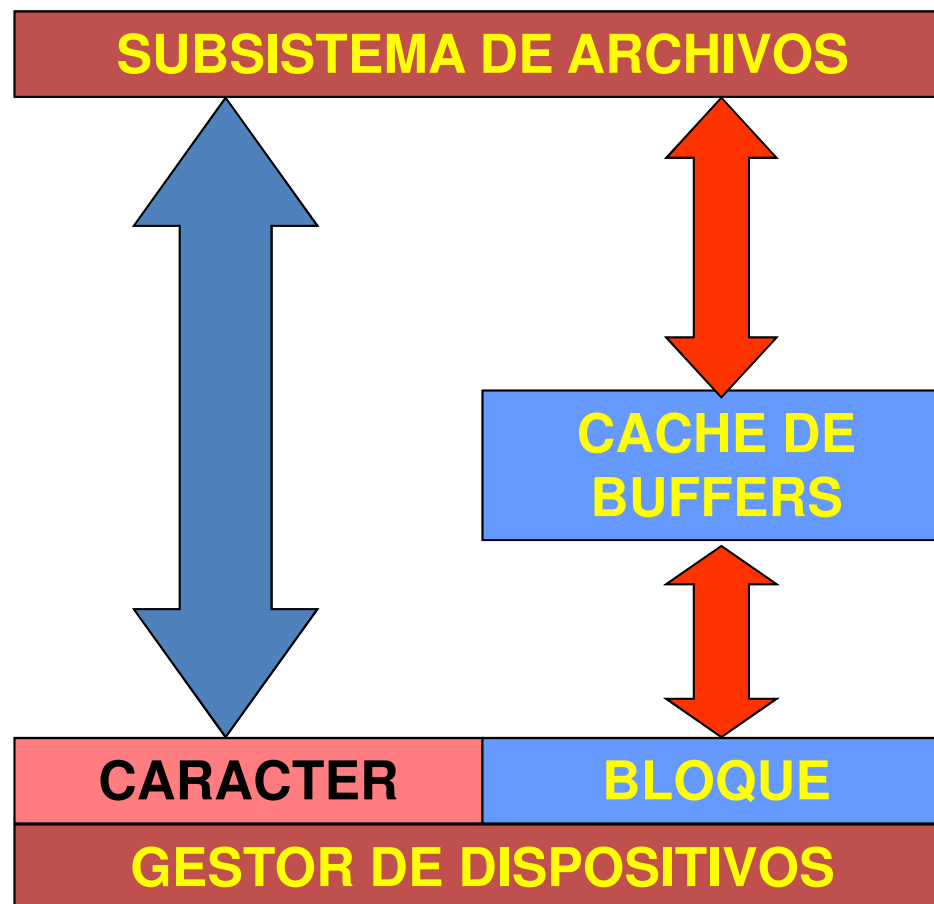 SUBSISTEMA DE ARCHIVOS
CACHE DE
BUFFERS
CARACTER
BLOQUE
GESTOR DE DISPOSITIVOS